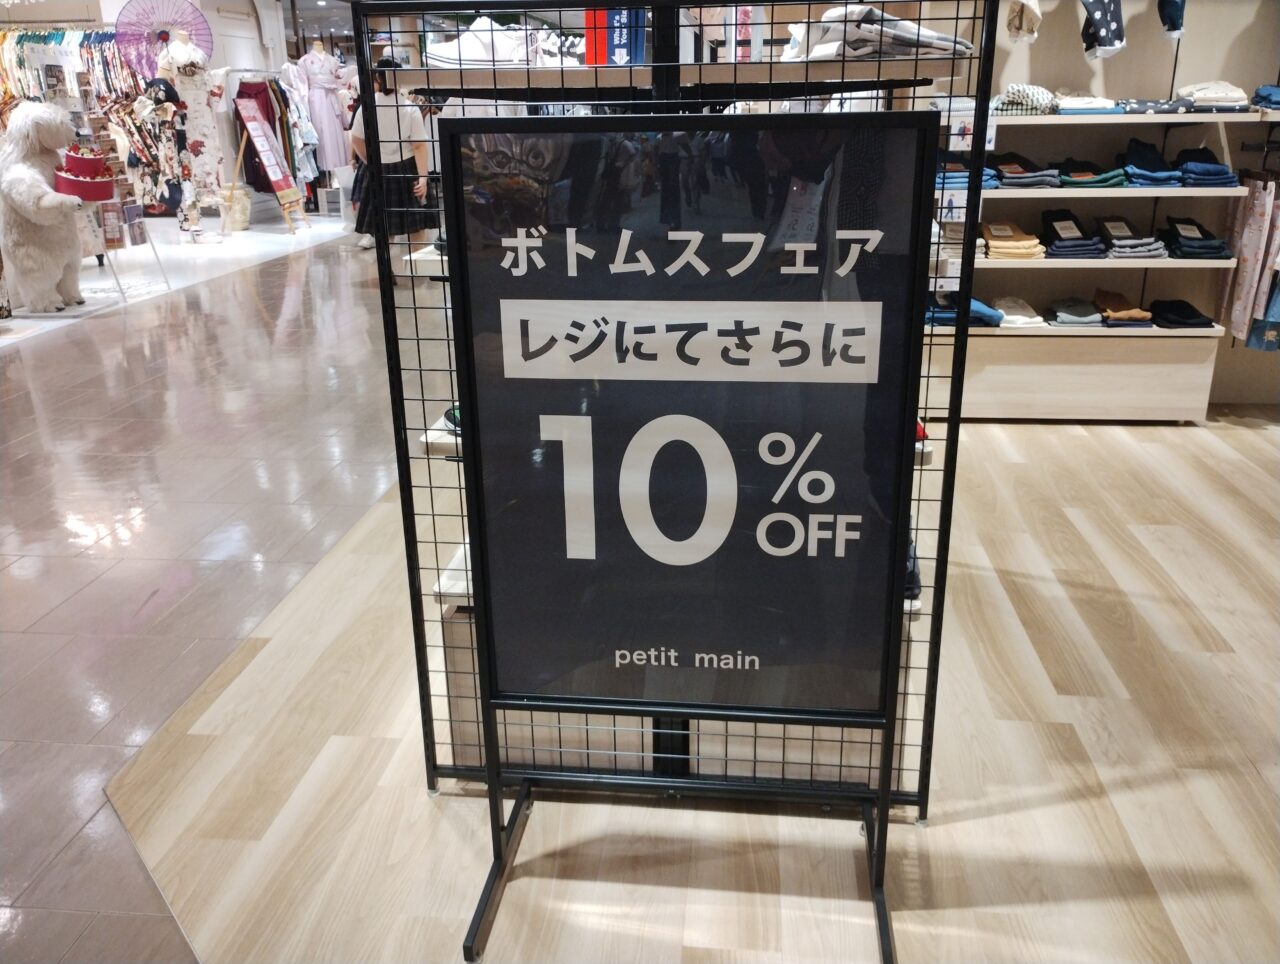 ボトムスフェア
レジにてさらに
10%
OFF
petit main